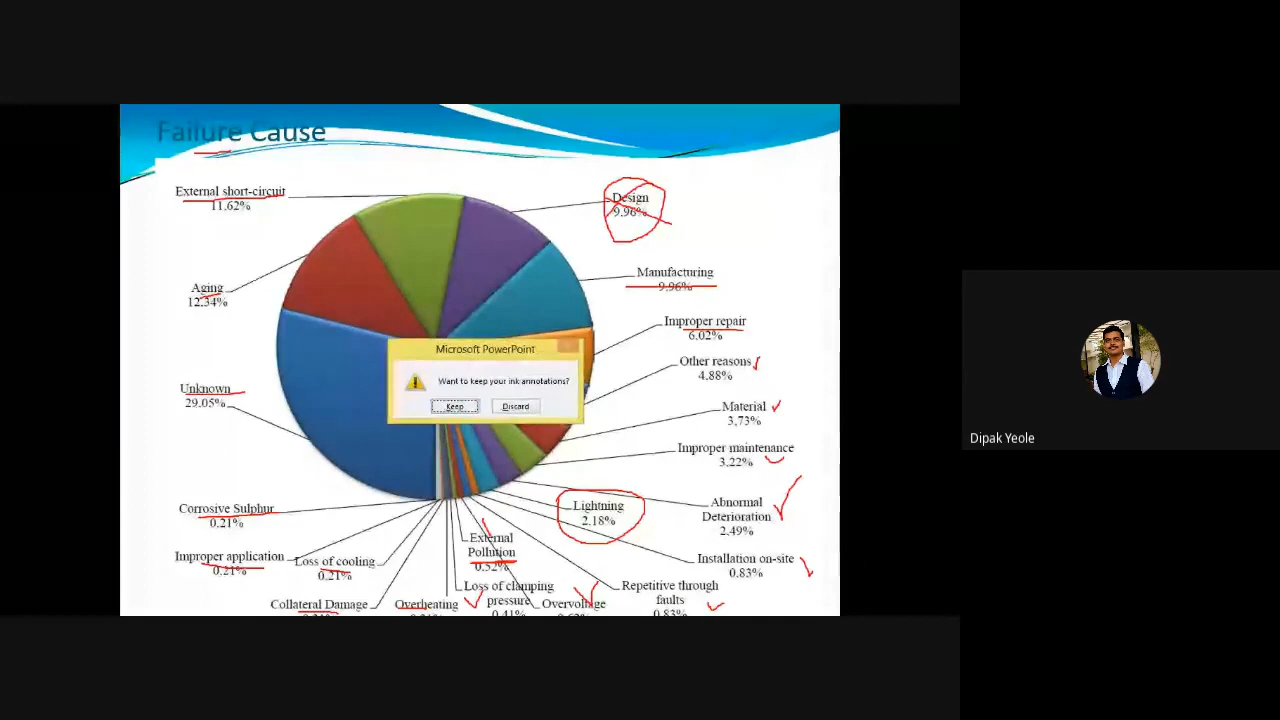 Failure Cause
External short-circuit
11.62%
Design
9.96%
Manufacturing
9.96%
Aging
12.34%
Improper repair
6.02%
Microsoft PowerPoint
Other reasons
4.88%
Want to keep your ink annotations?
Keep
Discard
Unknown
29.05%
Material
3.73%
Improper maintenance
3.22%
Abnormal
Deterioration
2.49%
Lightning
2.18%
Corrosive Sulphur
0.21%
External
Pollution
0.52%
Improper application
0.21%
Loss of cooling
0.21%
Installation on-site
0.83%
Loss of clamping
pressure
0.41%
Repetitive through
faults
0.83%
Collateral Damage
Overheating
Overvoltage
Dipak Yeole